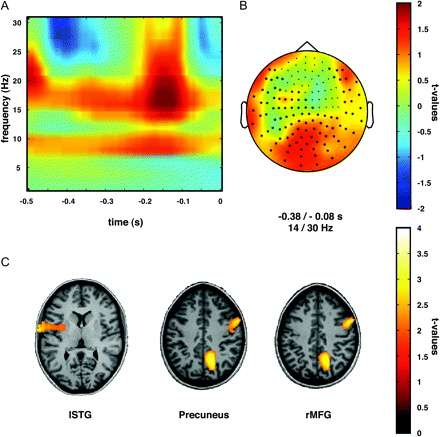 A
B
frequency (Hz)
30
25
20
15
10
5
-0.5
-0.4
-0.3
-0.2
-0.1
0
time (s)
-0.38 / - 0.08 s
14 / 30 Hz
2
1.5
1
0.5
0
-0.5
-1
-1.5
-2
t-values
C
lSTG
Precuneus
rMFG
4
3.5
3
2.5
2
1.5
1
0.5
0
t-values